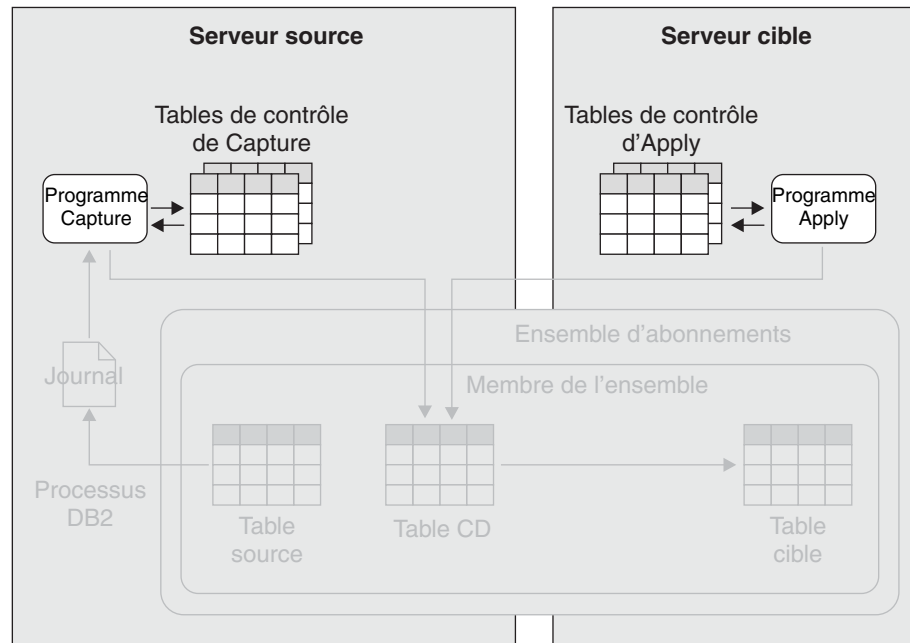 Serveur source
Serveur cible
Tables de contrôle
de Capture
Tables de contrôle
d'Apply
Programme
Capture
Programme
Apply
Ensemble d'abonnements
Journal
Membre de l'ensemble
Processus
DB2
Table
source
Table CD
Table
cible